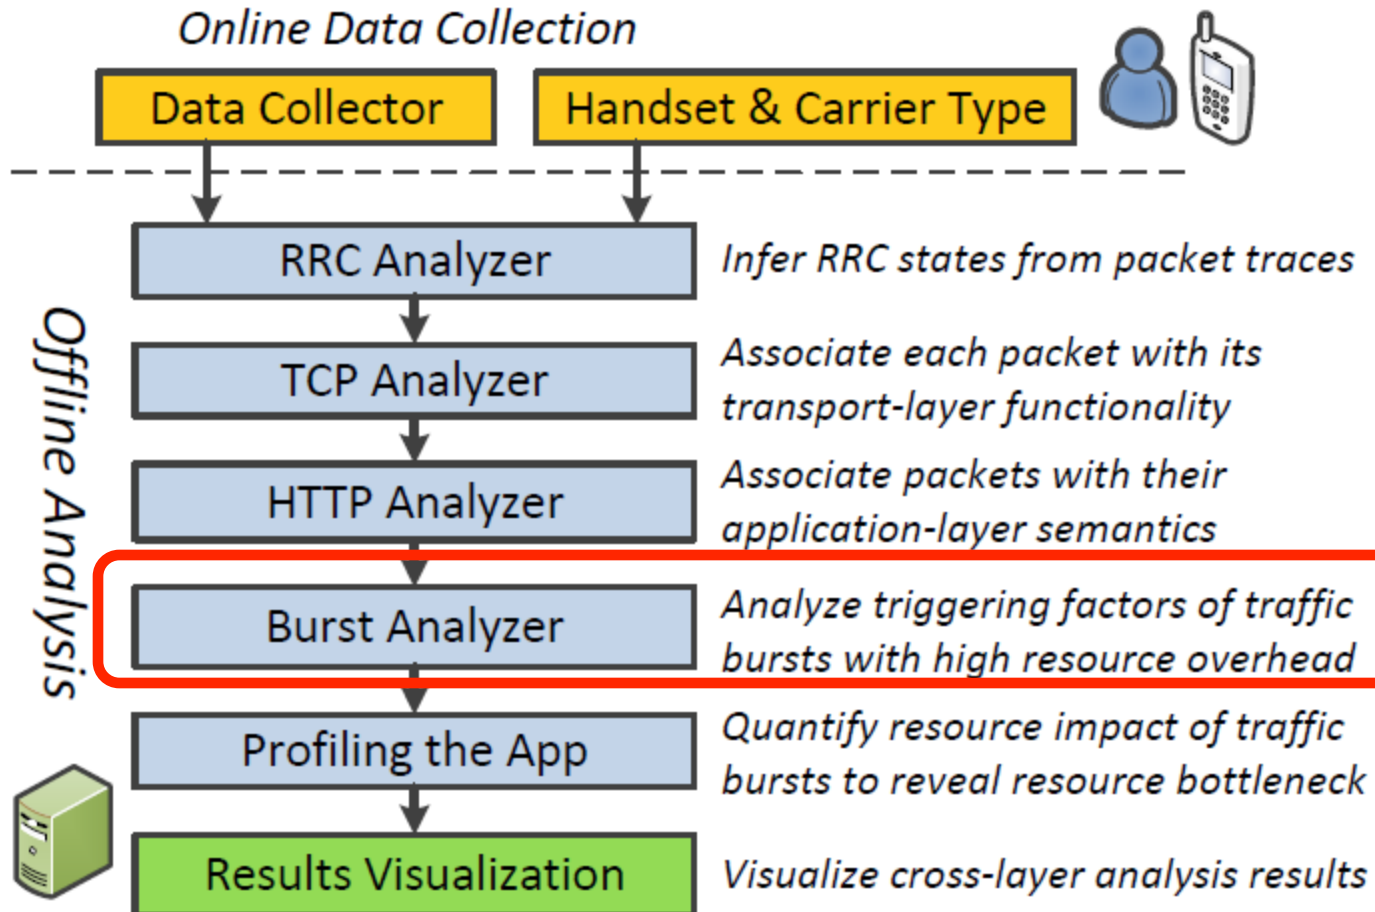 Online Data Collection
Data Collector
Handset & Carrier Type
Offline Analysis
RRC Analyzer
Infer RRC states from packet traces
TCP Analyzer
Associate each packet with its
transport-layer functionality
HTTP Analyzer
Associate packets with their
application-layer semantics
Burst Analyzer
Analyze triggering factors of traffic
bursts with high resource overhead
Profiling the App
Quantify resource impact of traffic
bursts to reveal resource bottleneck
Results Visualization
Visualize cross-layer analysis results